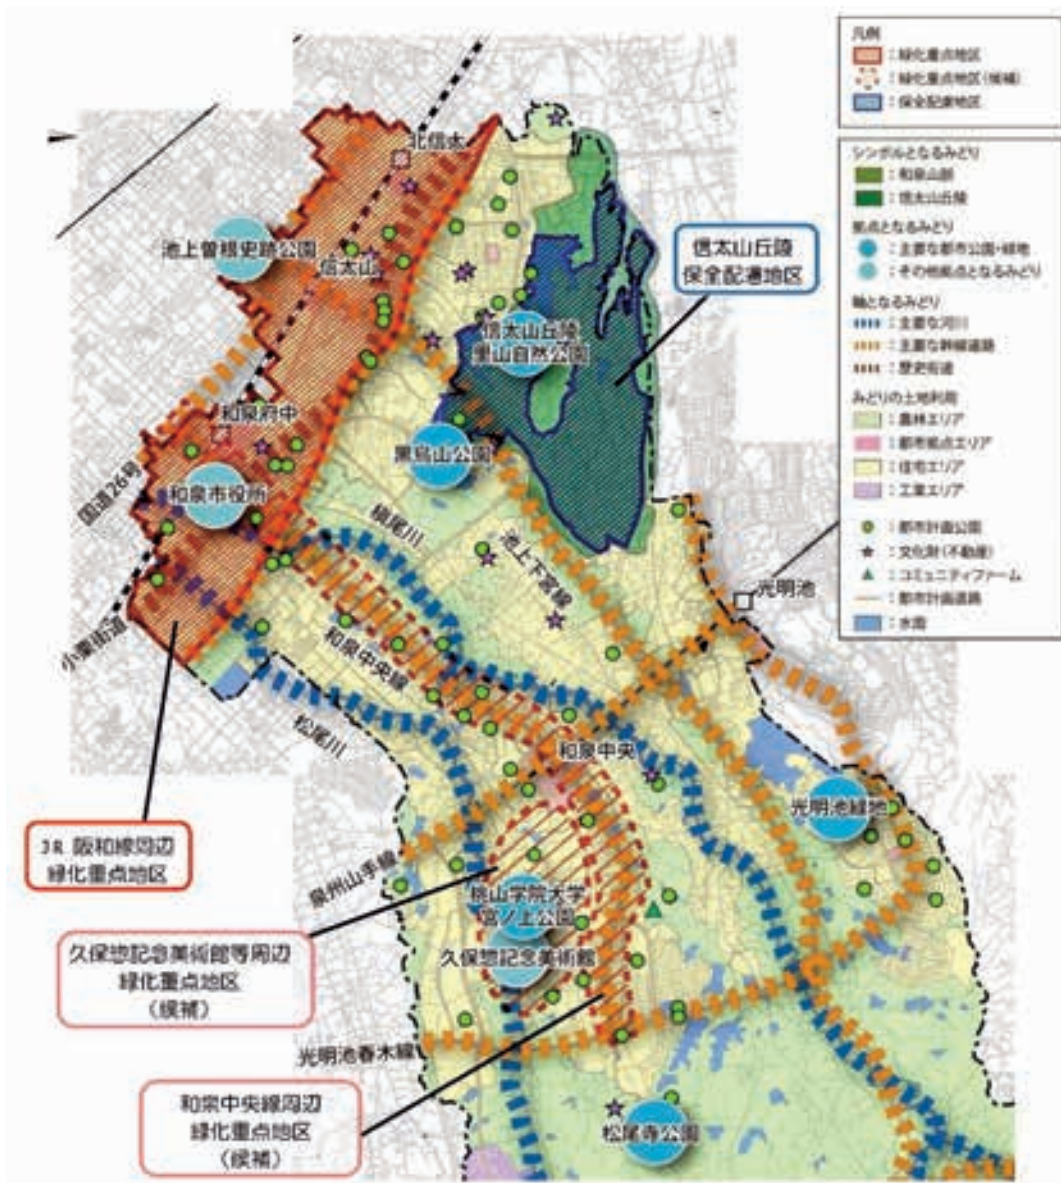 凡例
：緑化重点地区
：緑化重点地区(候補)
：保全配慮地区
シンボルとなるみどり
：和泉山脈
：信太山丘陵
拠点となるみどり
：主要な都市公園・緑地
：その他拠点となるみどり
軸となるみどり
：主要な河川
：主要な幹線道路
：歴史街道
みどりの土地利用
：農林エリア
：都市拠点エリア
：住宅エリア
：工業エリア
：都市計画公園
：文化財(不動産)
：コミュニティファーム
：都市計画道路
：水面
北信太
池上曽根史跡公園
信太山
信太山丘陵
保全配慮地区
信太山丘陵
里山自然公園
和泉府中
黒鳥山公園
国道26号
和泉市役所
槇尾川
池上下宮線
光明池
小栗街道
和泉中央線
松尾川
和泉中央
光明池緑地
JR 阪和線周辺
緑化重点地区
泉州山手線
桃山学院大学
宮ノ上公園
久保惣記念美術館等周辺
緑化重点地区
(候補)
久保惣記念美術館
光明池春木線
和泉中央線周辺
緑化重点地区
(候補)
松尾寺公園